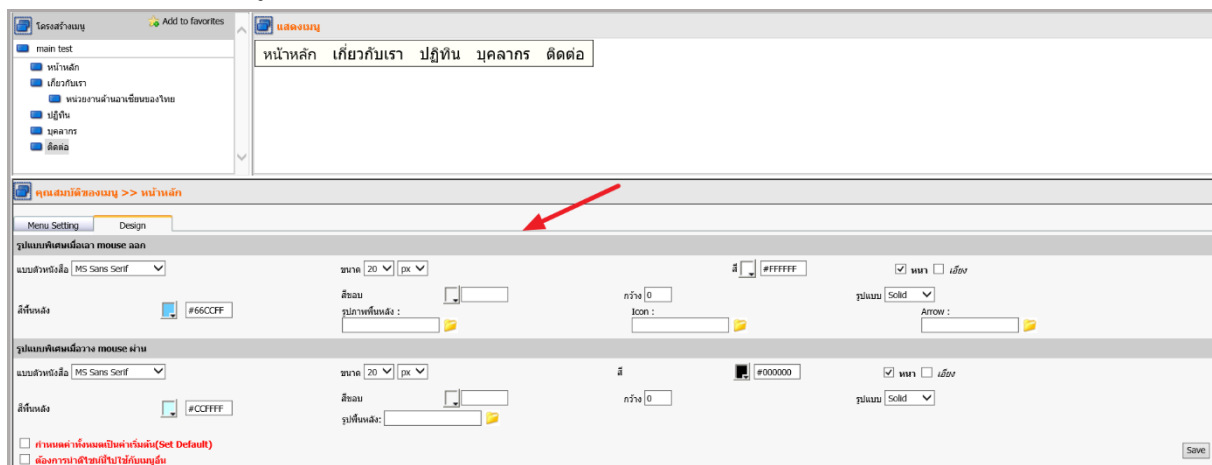 โครงสร้างเมนู
Add to favorites
main test
หน้าหลัก
เกี่ยวกับเรา
หน่วยงานด้านอาเซียนของไทย
ปฏิทิน
บุคลากร
ติดต่อ
แสดงเมนู
หน้าหลัก เกี่ยวกับเรา ปฏิทิน บุคลากร ติดต่อ
คุณสมบัติของเมนู >> หน้าหลัก
Menu Setting Design
รูปแบบพิเศษเมื่อเอา mouse ออก
แบบตัวหนังสือ MS Sans Serif ขนาด 20 px สี #FFFFFF หนา เอียง
สีพื้นหลัง #66CCFF สีขอบ กว้าง 0 รูปแบบ Solid
รูปภาพพื้นหลัง : Icon : Arrow :
รูปแบบพิเศษเมื่อวาง mouse ผ่าน
แบบตัวหนังสือ MS Sans Serif ขนาด 20 px สี #000000 หนา เอียง
สีพื้นหลัง #CCFFFF สีขอบ กว้าง 0 รูปแบบ Solid
รูปพื้นหลัง:
กำหนดค่าทั้งหมดเป็นค่าเริ่มต้น(Set Default)
ต้องการนำดีไซน์นี้ไปใช้กับเมนูอื่น
Save